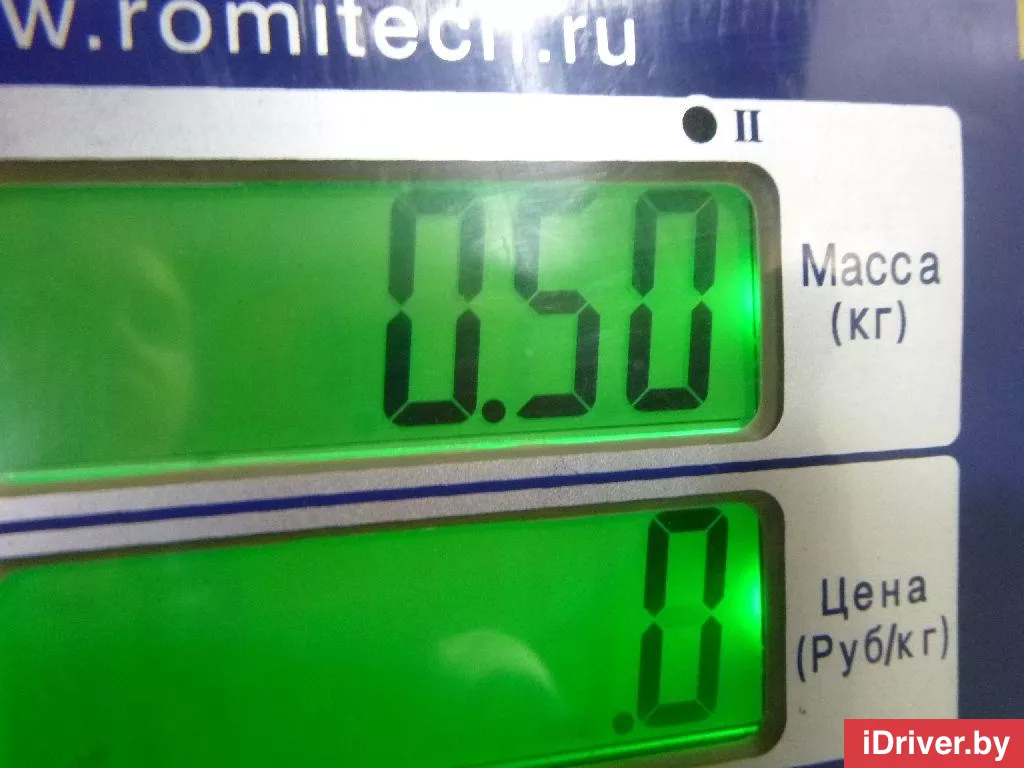 w.romitech.ru
II
0.50
Масса
(кг)
.0
Цена
(Руб/кг)
iDriver.by